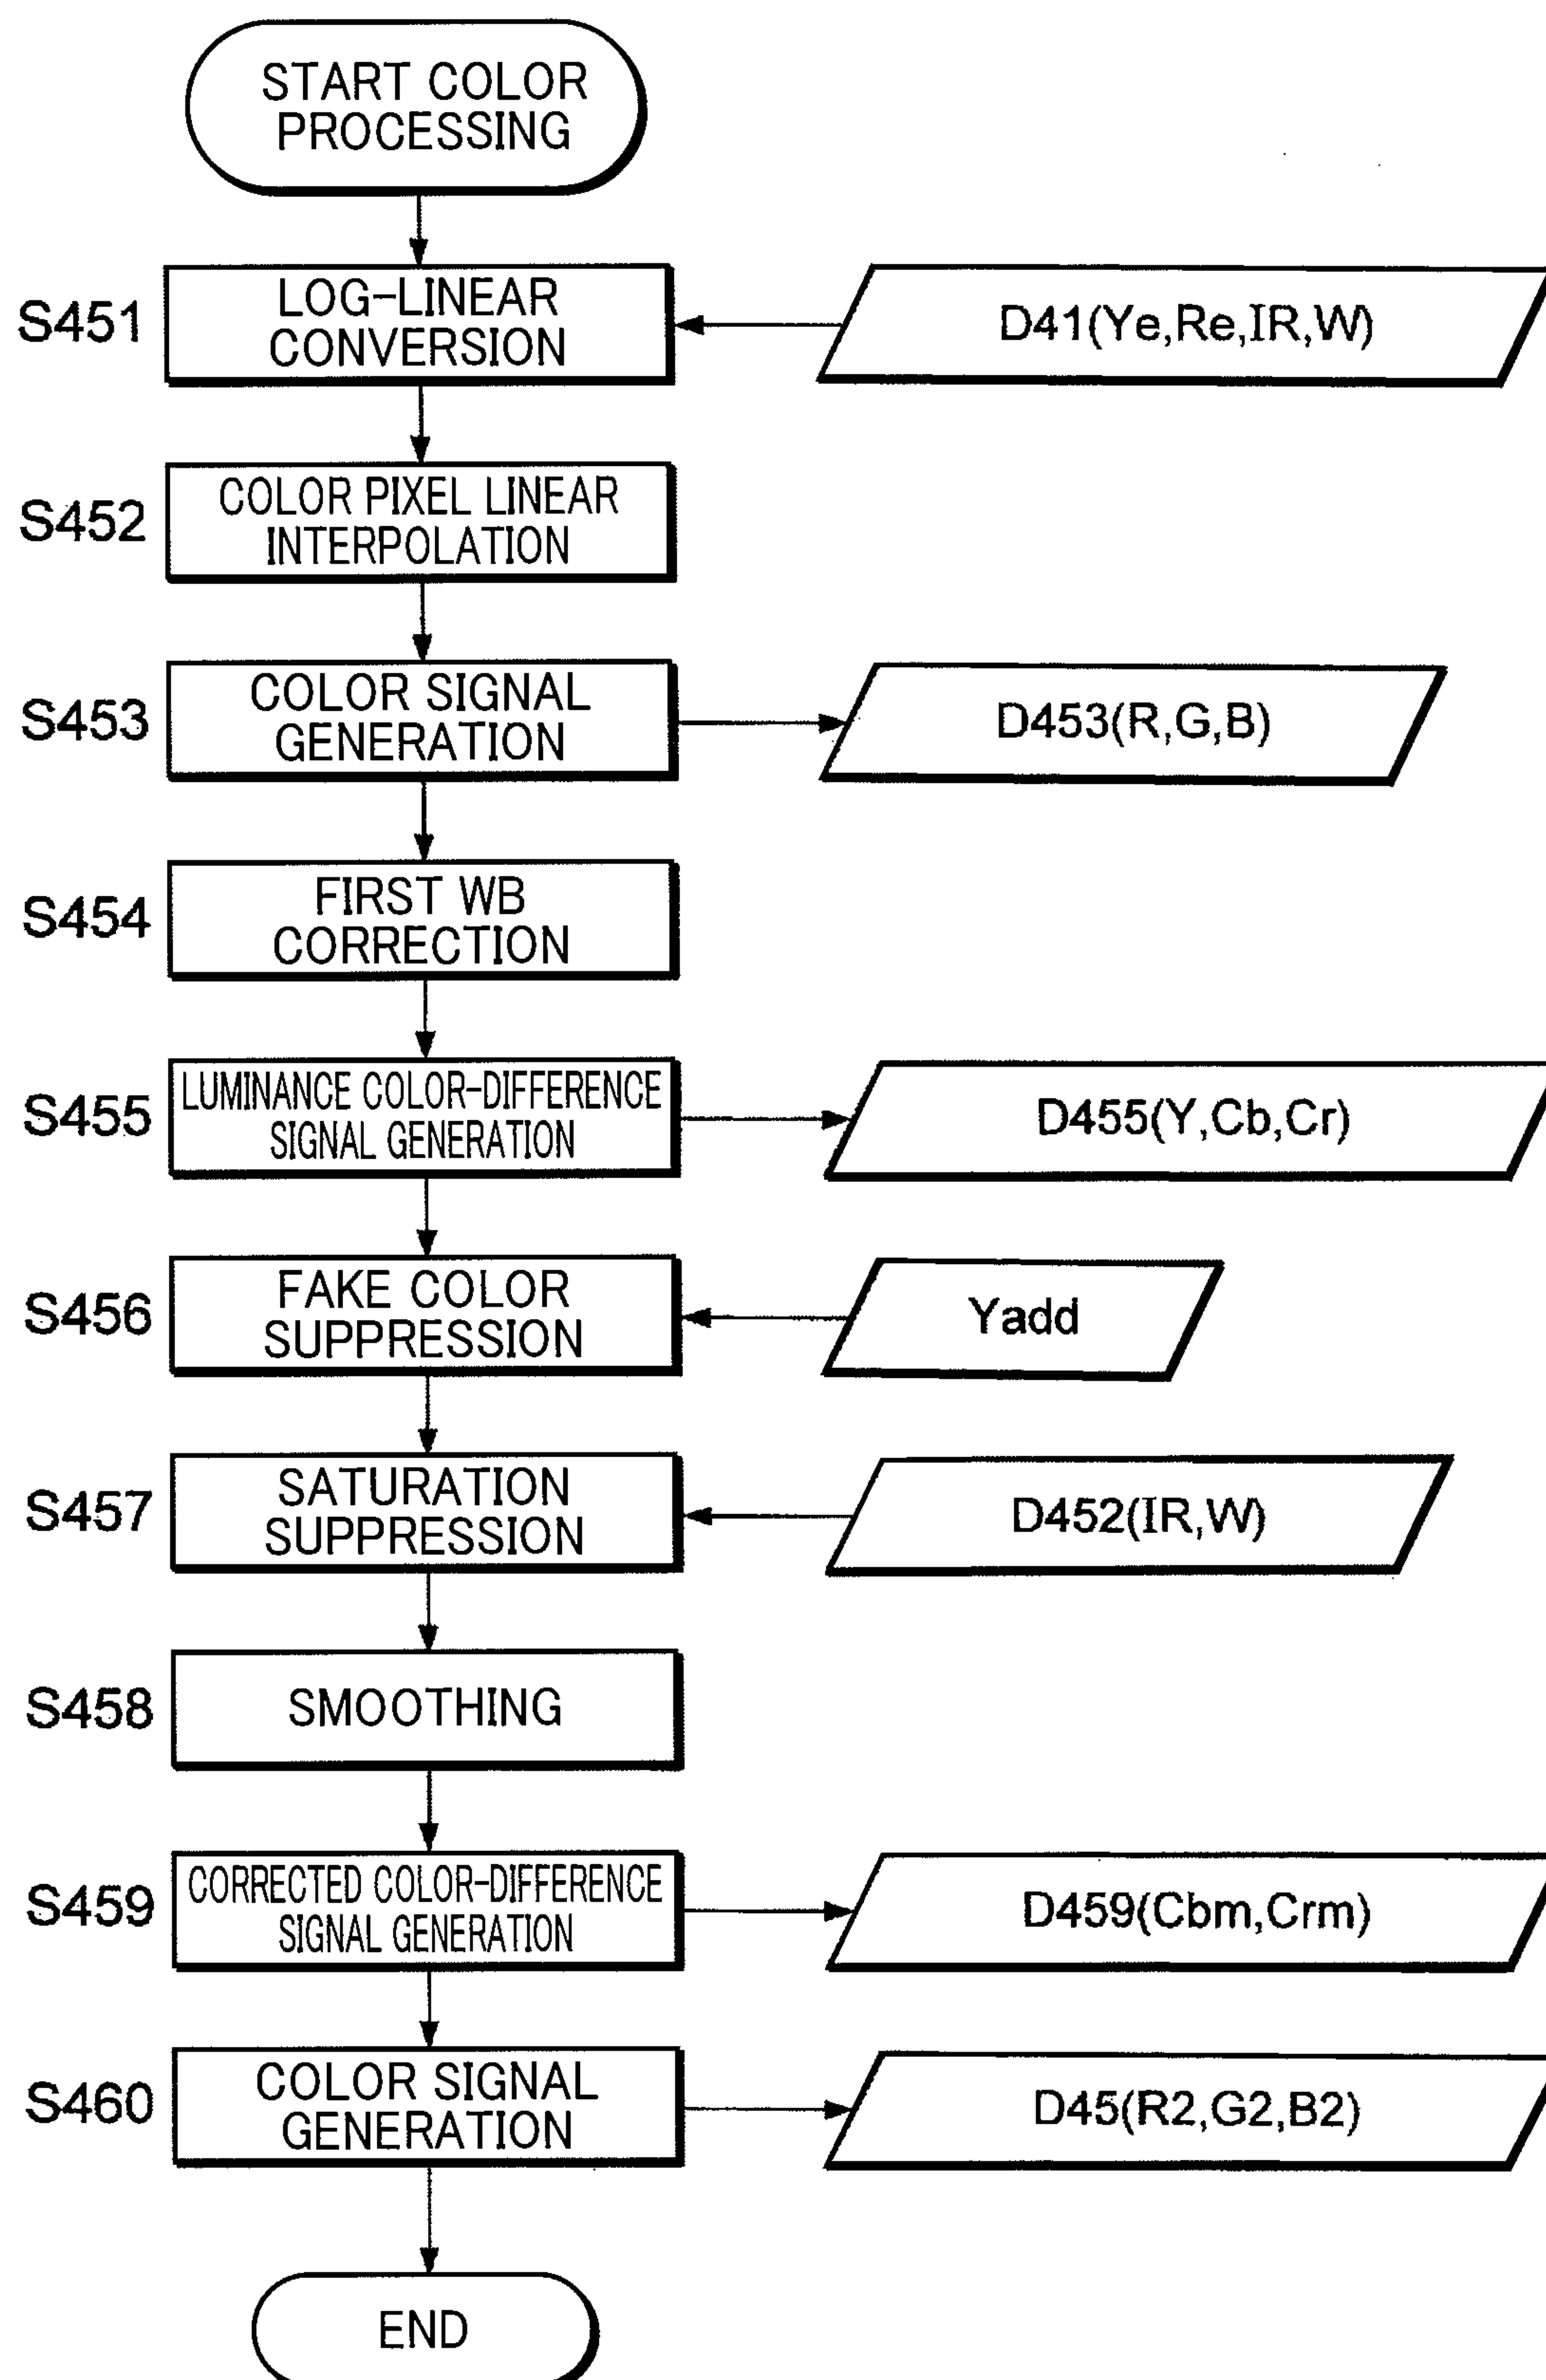 START COLOR
PROCESSING
S451
LOG-LINEAR
CONVERSION
D41(Ye,Re,IR,W)
S452
COLOR PIXEL LINEAR
INTERPOLATION
S453
COLOR SIGNAL
GENERATION
D453(R,G,B)
S454
FIRST WB
CORRECTION
S455
LUMINANCE COLOR-DIFFERENCE
SIGNAL GENERATION
D455(Y,Cb,Cr)
S456
FAKE COLOR
SUPPRESSION
Yadd
S457
SATURATION
SUPPRESSION
D452(IR,W)
S458
SMOOTHING
S459
CORRECTED COLOR-DIFFERENCE
SIGNAL GENERATION
D459(Cbm,Crm)
S460
COLOR SIGNAL
GENERATION
D45(R2,G2,B2)
END